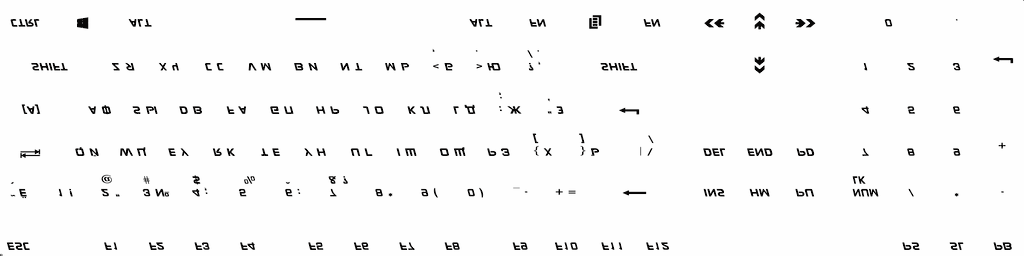 CTRL ALT ALT FN FN 0 .
SHIFT Z Я X Ч C С V М B И N Т M Ь < Б , > Ю . ? / . , SHIFT 1 2 3
[A] A Ф S Ы D В F А G П H Р J О K Л L Д : ; Ж " ' Э 4 5 6
Q Й W Ц E У R К T Е Y Н U Г I Ш O Щ P З { [ Х } ] Ъ | \ / DEL END PD 7 8 9 +
~ Ё 1 ! 2 @ " 3 # № 4 $ ; 5 % 6 : 7 & ? 8 * 9 ( 0 ) _ - + = INS HM PU NUM LK / * -
ESC F1 F2 F3 F4 F5 F6 F7 F8 F9 F10 F11 F12 PS SL PB